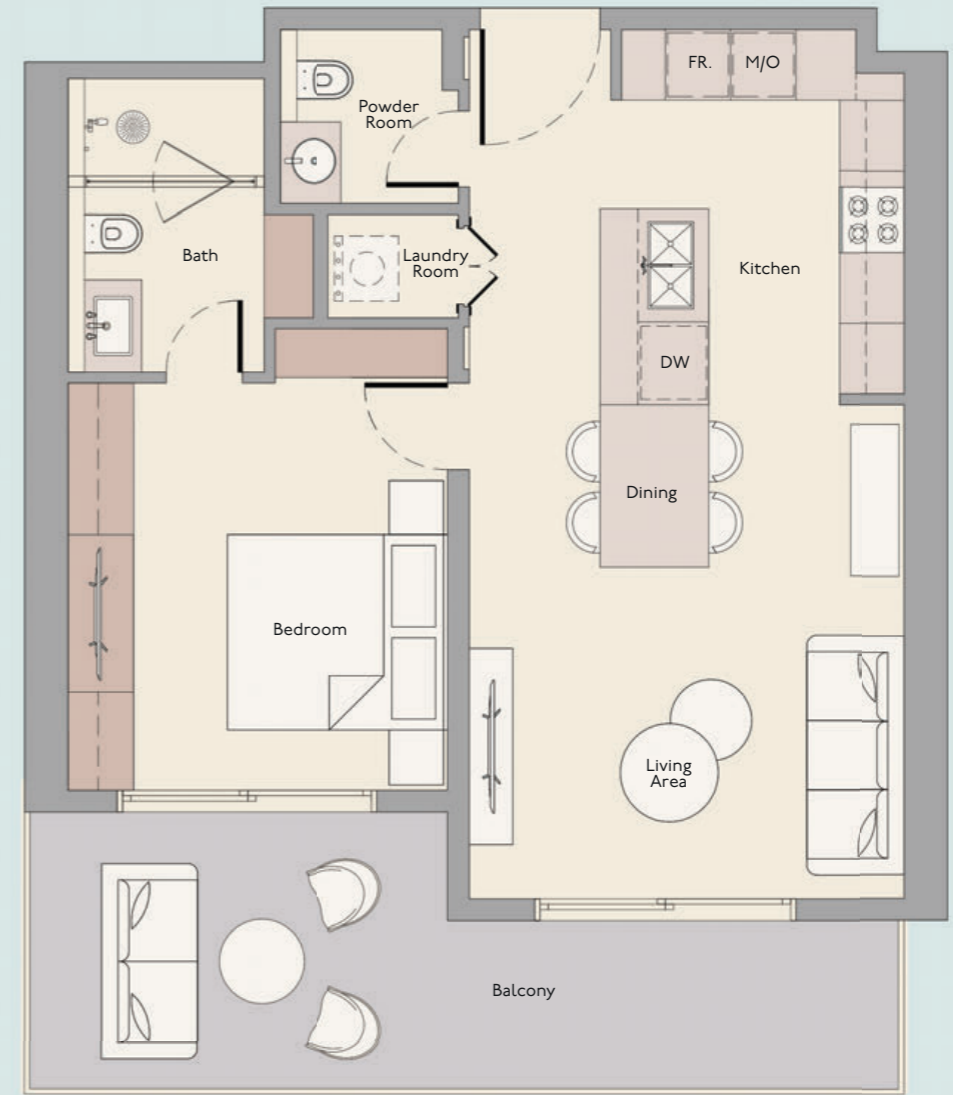 FR.
M/O
Powder
Room
Bath
Laundry
Room
Kitchen
DW
Dining
Bedroom
Living
Area
Balcony